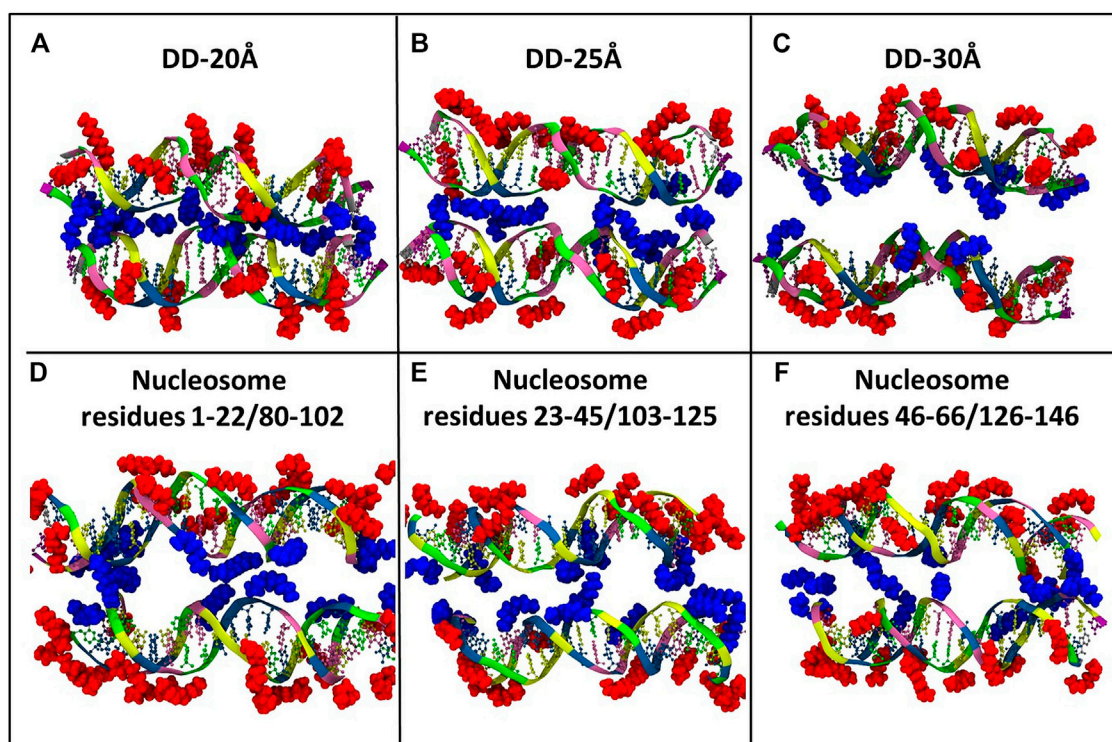 A
DD-20Å
B
DD-25Å
C
DD-30Å
D
Nucleosome
residues 1-22/80-102
E
Nucleosome
residues 23-45/103-125
F
Nucleosome
residues 46-66/126-146